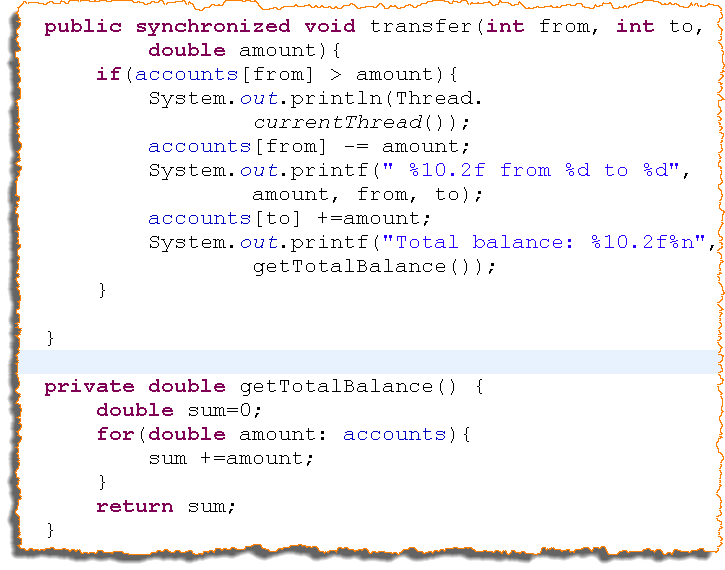 public synchronized void transfer(int from, int to,
        double amount){
    if(accounts[from] > amount){
        System.out.println(Thread.
                currentThread());
        accounts[from] -= amount;
        System.out.printf(" %10.2f from %d to %d",
                amount, from, to);
        accounts[to] +=amount;
        System.out.printf("Total balance: %10.2f%n",
                getTotalBalance());
    }

}

private double getTotalBalance() {
    double sum=0;
    for(double amount: accounts){
        sum +=amount;
    }
    return sum;
}